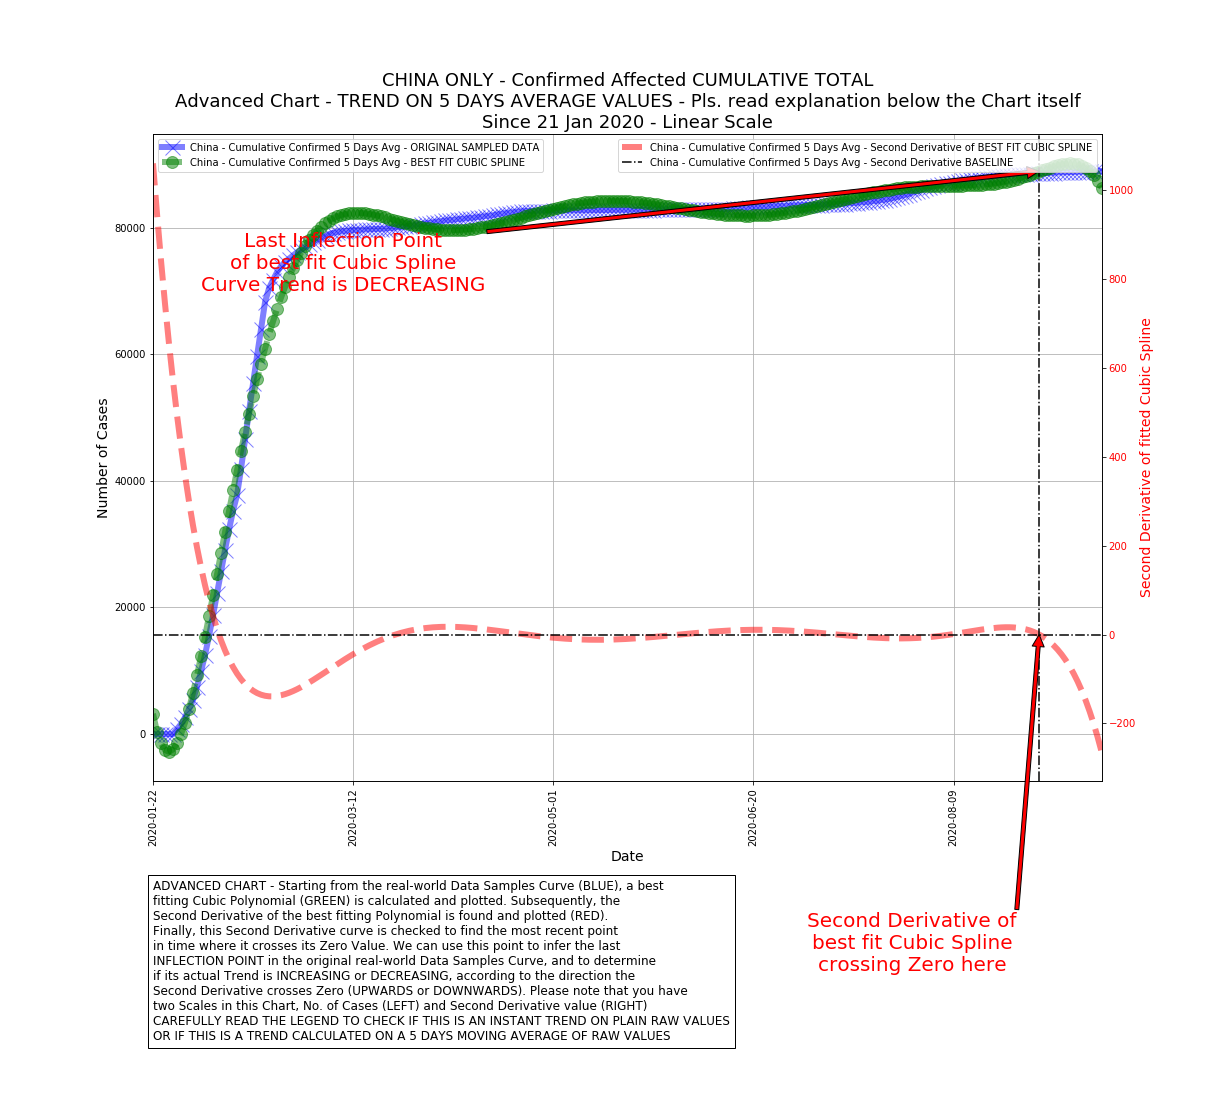 CHINA ONLY - Confirmed Affected CUMULATIVE TOTAL
Advanced Chart - TREND ON 5 DAYS AVERAGE VALUES - Pls. read explanation below the Chart itself
Since 21 Jan 2020 - Linear Scale
China - Cumulative Confirmed 5 Days Avg - ORIGINAL SAMPLED DATA
China - Cumulative Confirmed 5 Days Avg - BEST FIT CUBIC SPLINE
China - Cumulative Confirmed 5 Days Avg - Second Derivative of BEST FIT CUBIC SPLINE
China - Cumulative Confirmed 5 Days Avg - Second Derivative BASELINE
Last Inflection Point
of best fit Cubic Spline
Curve Trend is DECREASING
Number of Cases
80000
60000
40000
20000
0
1000
800
600
400
200
0
−200
Second Derivative of fitted Cubic Spline
2020-01-22
2020-03-12
2020-05-01
2020-06-20
2020-08-09
Date
Second Derivative of
best fit Cubic Spline
crossing Zero here
ADVANCED CHART - Starting from the real-world Data Samples Curve (BLUE), a best
fitting Cubic Polynomial (GREEN) is calculated and plotted. Subsequently, the
Second Derivative of the best fitting Polynomial is found and plotted (RED).
Finally, this Second Derivative curve is checked to find the most recent point
in time where it crosses its Zero Value. We can use this point to infer the last
INFLECTION POINT in the original real-world Data Samples Curve, and to determine
if its actual Trend is INCREASING or DECREASING, according to the direction the
Second Derivative crosses Zero (UPWARDS or DOWNWARDS). Please note that you have
two Scales in this Chart, No. of Cases (LEFT) and Second Derivative value (RIGHT)
CAREFULLY READ THE LEGEND TO CHECK IF THIS IS AN INSTANT TREND ON PLAIN RAW VALUES
OR IF THIS IS A TREND CALCULATED ON A 5 DAYS MOVING AVERAGE OF RAW VALUES